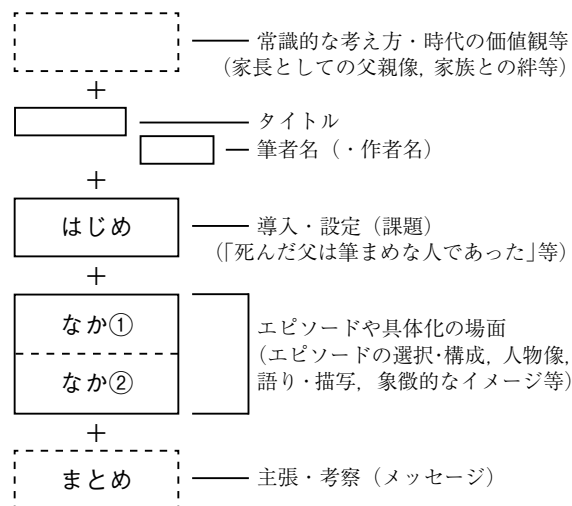 常識的な考え方・時代の価値観等
（家長としての父親像，家族との絆等）
＋
タイトル
筆者名（・作者名）
＋
はじめ
導入・設定（課題）
（「死んだ父は筆まめな人であった」等）
＋
なか①
なか②
エピソードや具体化の場面
（エピソードの選択・構成，人物像，
語り・描写，象徴的なイメージ等）
＋
まとめ
主張・考察（メッセージ）